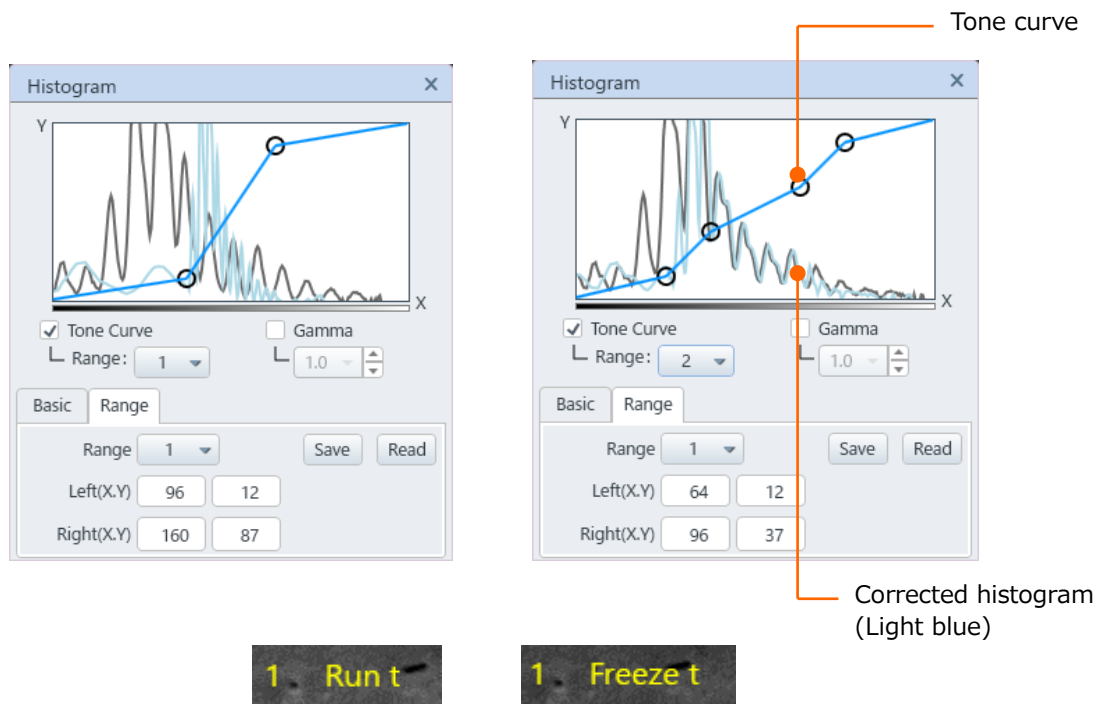 Tone curve
Histogram
Y
X
Tone Curve
Gamma
Range:
1
1.0
Basic
Range
Range
1
Save
Read
Left(X.Y)
96
12
Right(X.Y)
160
87
Histogram
Y
X
Tone Curve
Gamma
Range:
2
1.0
Basic
Range
Range
1
Save
Read
Left(X.Y)
64
12
Right(X.Y)
96
37
Corrected histogram
(Light blue)
1 Run t
1 Freeze t